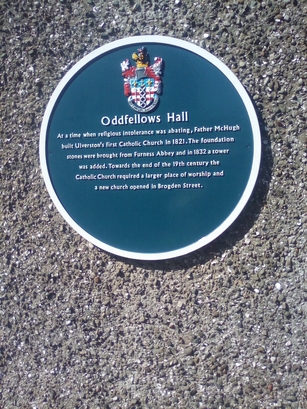 Oddfellows Hall
At a time when religious intolerance was abating, Father McHugh
built Ulverston's first Catholic Church in 1821. The foundation
stones were brought from Furness Abbey and in 1832 a tower
was added. Towards the end of the 19th century the
Catholic Church required a larger place of worship and
a new church opened in Brogden Street.